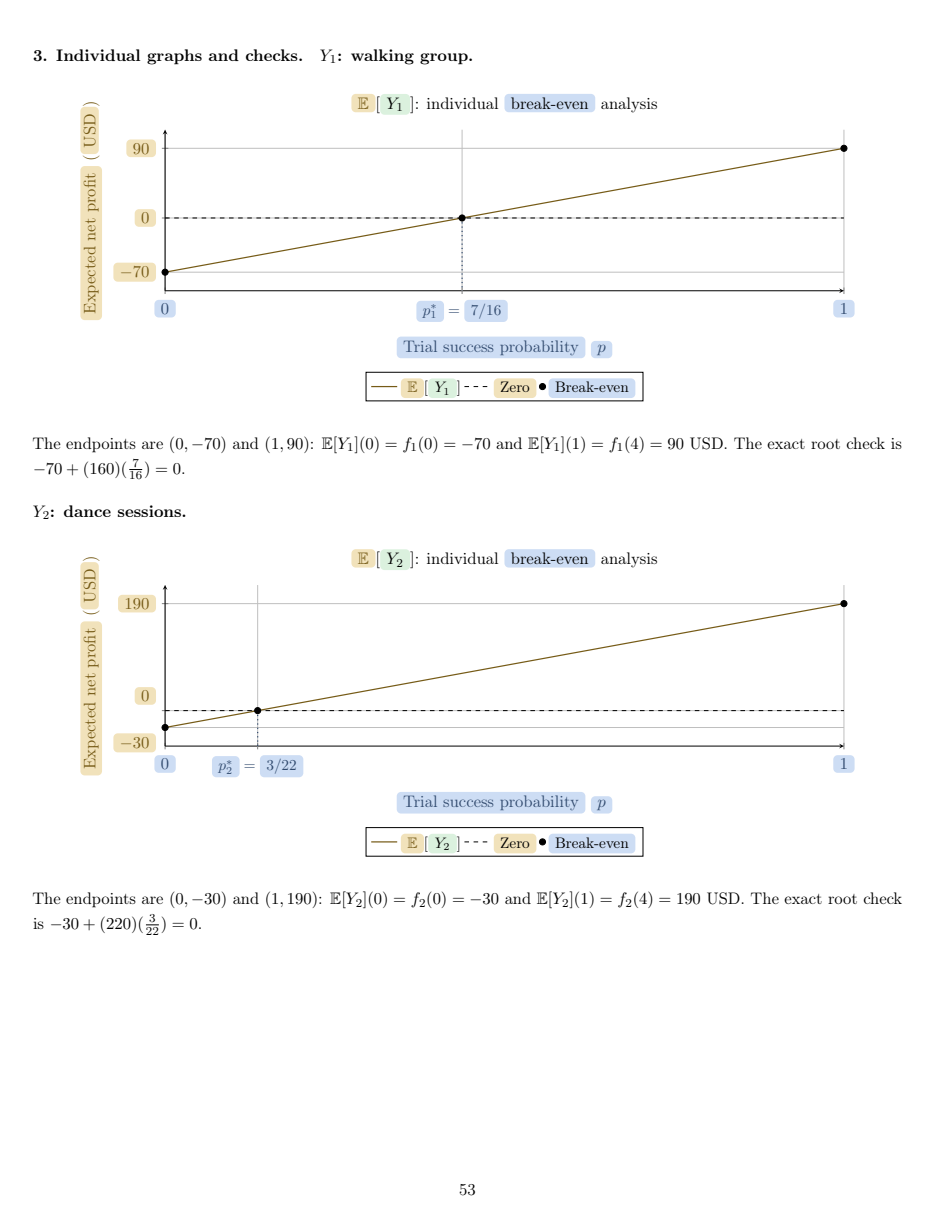 3. Individual graphs and checks. Y₁: walking group.
𝔼[Y₁]: individual break-even analysis
Expected net profit (USD)
90
0
−70
0
p₁* = 7/16
1
Trial success probability p
𝔼[Y₁] Zero Break-even
The endpoints are (0, −70) and (1, 90): 𝔼[Y₁](0) = f₁(0) = −70 and 𝔼[Y₁](1) = f₁(4) = 90 USD. The exact root check is
−70 + (160)(7/16) = 0.
Y₂: dance sessions.
𝔼[Y₂]: individual break-even analysis
Expected net profit (USD)
190
0
−30
0
p₂* = 3/22
1
Trial success probability p
𝔼[Y₂] Zero Break-even
The endpoints are (0, −30) and (1, 190): 𝔼[Y₂](0) = f₂(0) = −30 and 𝔼[Y₂](1) = f₂(4) = 190 USD. The exact root check
is −30 + (220)(3/22) = 0.
53